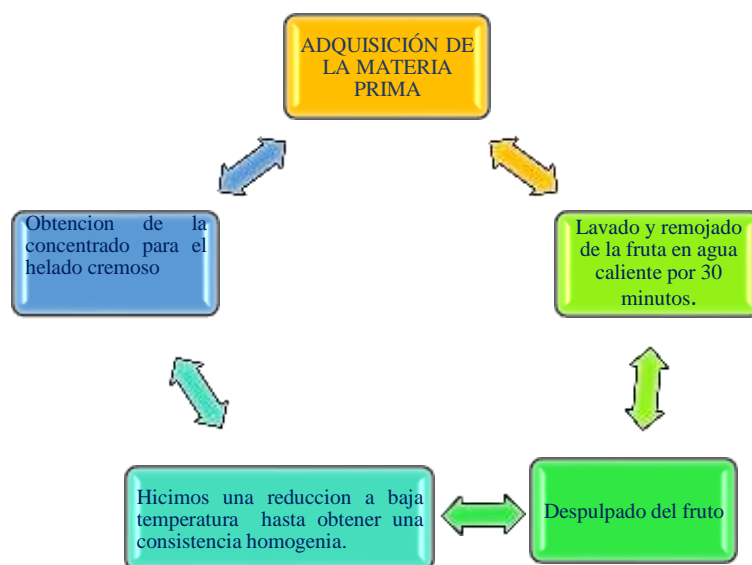 ADQUISICIÓN DE
LA MATERIA
PRIMA
Lavado y remojado
de la fruta en agua
caliente por 30
minutos.
Despulpado del fruto
Hicimos una reduccion a baja
temperatura hasta obtener una
consistencia homogenia.
Obtencion de la
concentrado para el
helado cremoso